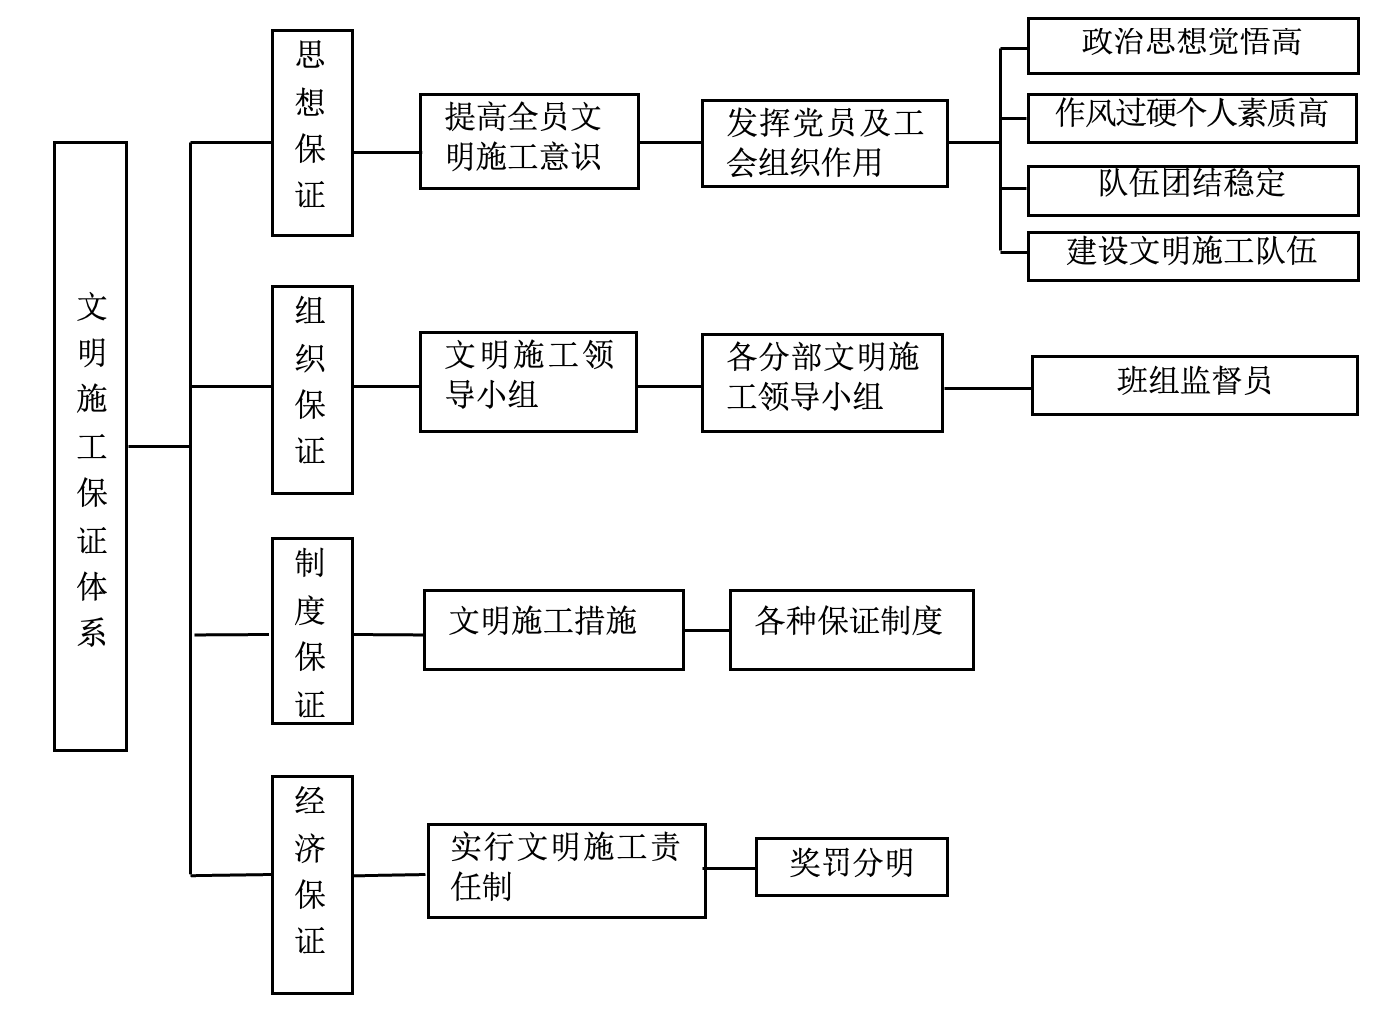 文明施工保证体系
思想保证
提高全员文
明施工意识
发挥党员及工
会组织作用
政治思想觉悟高
作风过硬个人素质高
队伍团结稳定
建设文明施工队伍
组织保证
文明施工领
导小组
各分部文明施
工领导小组
班组监督员
制度保证
文明施工措施
各种保证制度
经济保证
实行文明施工责
任制
奖罚分明